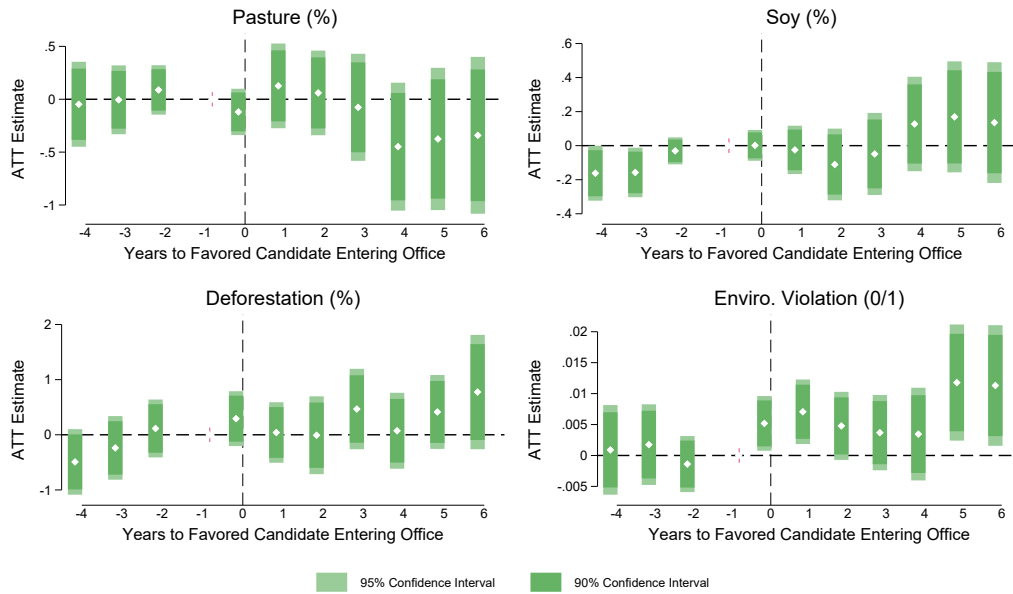 Pasture (%)
.5
0
-.5
-1
ATT Estimate
-4 -3 -2 -1 0 1 2 3 4 5 6
Years to Favored Candidate Entering Office
Soy (%)
.6
.4
.2
0
-.2
-.4
ATT Estimate
-4 -3 -2 -1 0 1 2 3 4 5 6
Years to Favored Candidate Entering Office
Deforestation (%)
2
1
0
-1
ATT Estimate
-4 -3 -2 -1 0 1 2 3 4 5 6
Years to Favored Candidate Entering Office
Enviro. Violation (0/1)
.02
.015
.01
.005
0
-.005
ATT Estimate
-4 -3 -2 -1 0 1 2 3 4 5 6
Years to Favored Candidate Entering Office
95% Confidence Interval 90% Confidence Interval